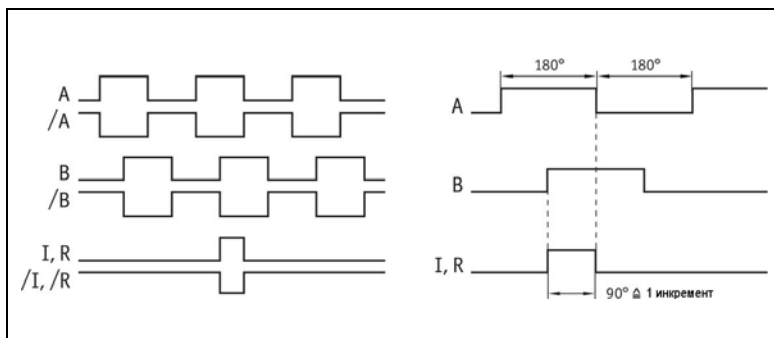 A
/A
B
/B
I, R
/I, /R
180° 180°
A
B
I, R
90° ≙ 1 инкремент